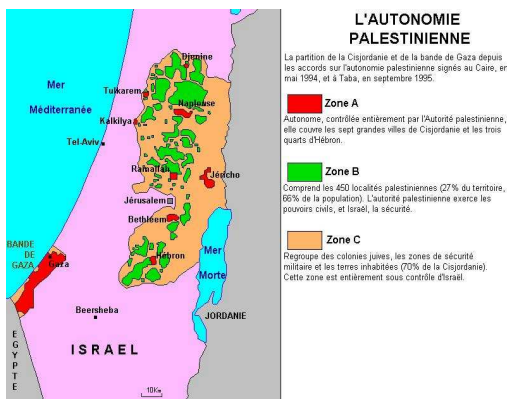 L'AUTONOMIE
PALESTINIENNE
La partition de la Cisjordanie et de la bande de Gaza depuis
les accords sur l'autonomie palestinienne signés au Caire, en
mai 1994, et à Taba, en septembre 1995.
Zone A
Autonome, contrôlée entièrement par l'Autorité palestinienne,
elle couvre les sept grandes villes de Cisjordanie et les trois
quarts d'Hébron.
Zone B
Comprend les 450 localités palestiniennes (27% du territoire,
66% de la population). L'autorité palestinienne exerce les
pouvoirs civils, et Israël, la sécurité.
Zone C
Regroupe des colonies juives, les zones de sécurité
militaire et les terres inhabitées (70% de la Cisjordanie).
Cette zone est entièrement sous contrôle d'Israël.
Mer
Méditerranée
Djenine
Tulkarem
Naplouse
Kalkilya
Tel-Aviv
Ramallah
Jéricho
Jérusalem
Bethléem
BANDE
DE
GAZA
Gaza
Hébron
Mer
Morte
Beersheba
JORDANIE
ISRAEL
EGYPTE
10Km